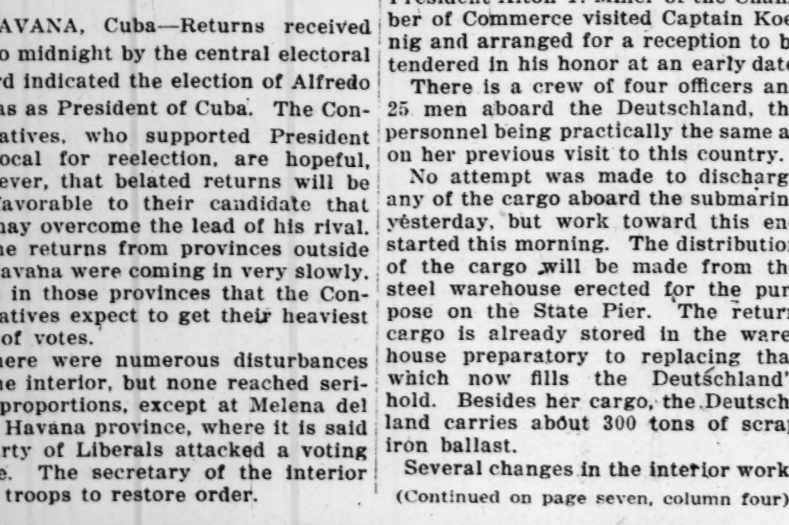 AVANA, Cuba—Returns received
o midnight by the central electoral
rd indicated the election of Alfredo
as as President of Cuba. The Con-
atives, who supported President
ocal for reelection, are hopeful,
ever, that belated returns will be
avorable to their candidate that
nay overcome the lead of his rival.
ne returns from provinces outside
avana were coming in very slowly.
in those provinces that the Con-
atives expect to get their heaviest
of votes.
here were numerous disturbances
ne interior, but none reached seri-
proportions, except at Melena del
Havana province, where it is said
rty of Liberals attacked a voting
e. The secretary of the interior
troops to restore order.
ber of Commerce visited Captain Koe
nig and arranged for a reception to b
tendered in his honor at an early date
There is a crew of four officers an
25 men aboard the Deutschland, th
personnel being practically the same a
on her previous visit to this country.
No attempt was made to discharg
any of the cargo aboard the submarin
yesterday, but work toward this en
started this morning. The distributio
of the cargo will be made from th
steel warehouse erected for the pur
pose on the State Pier. The return
cargo is already stored in the ware
house preparatory to replacing tha
which now fills the Deutschland'
hold. Besides her cargo, the Deutsch
land carries about 300 tons of scrap
iron ballast.
Several changes in the interior work
(Continued on page seven, column four)